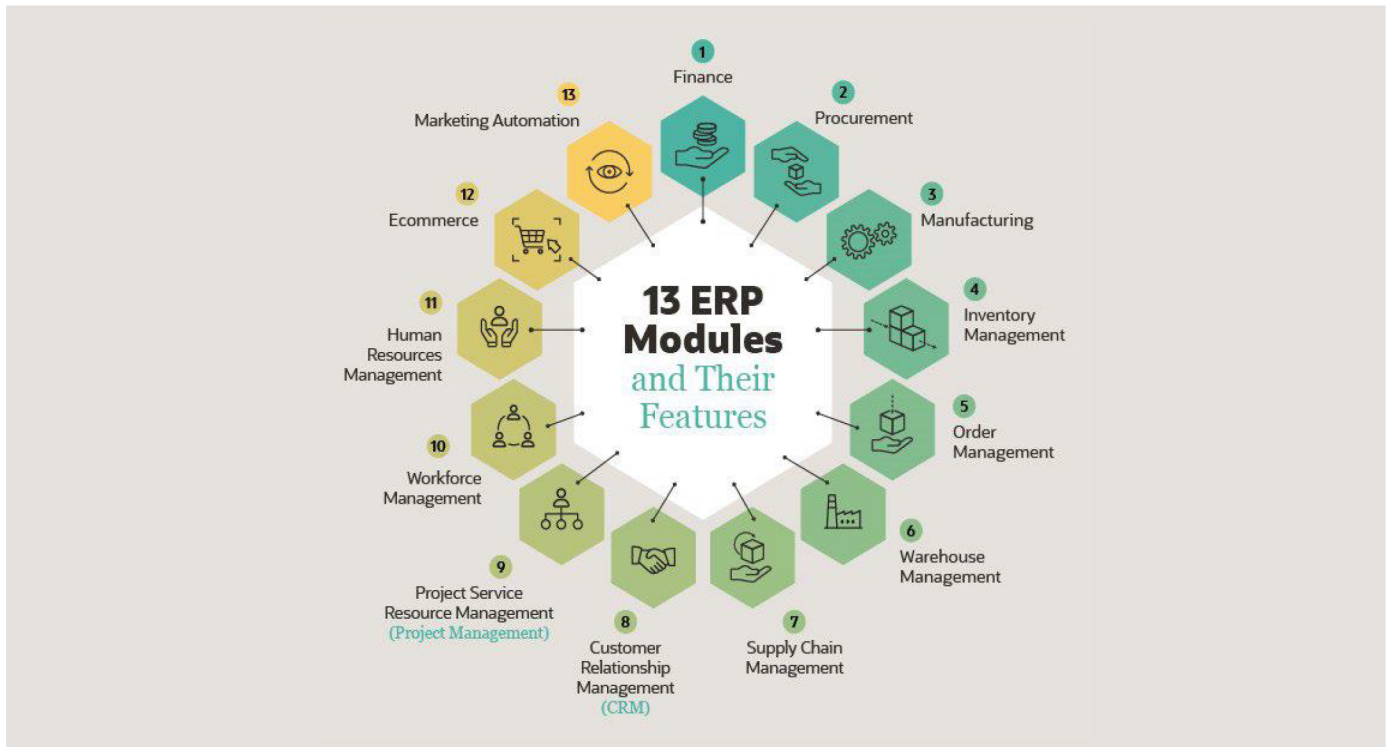 13 ERP
Modules
and Their
Features
1
Finance
2
Procurement
3
Manufacturing
4
Inventory
Management
5
Order
Management
6
Warehouse
Management
7
Supply Chain
Management
8
Customer
Relationship
Management
(CRM)
9
Project Service
Resource Management
(Project Management)
10
Workforce
Management
11
Human
Resources
Management
12
Ecommerce
13
Marketing Automation